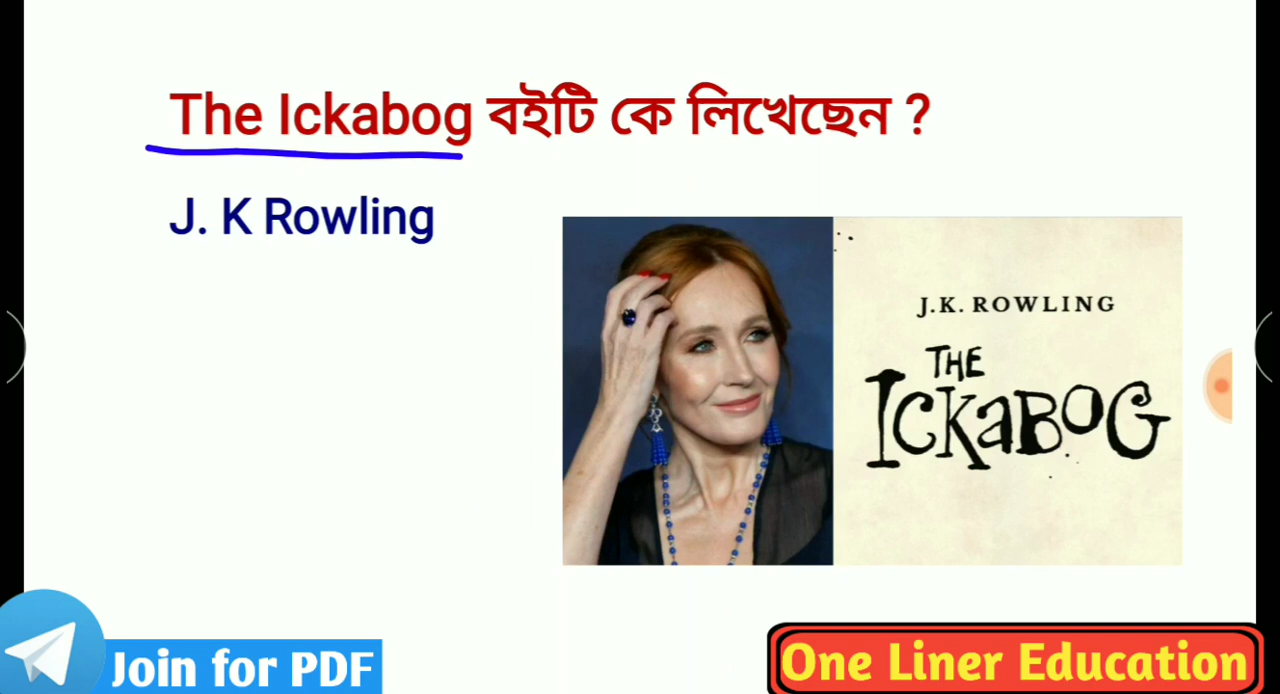 The Ickabog বইটি কে লিখেছেন ?
J. K Rowling
J.K. ROWLING
THE
ICKABOG
Join for PDF
One Liner Education